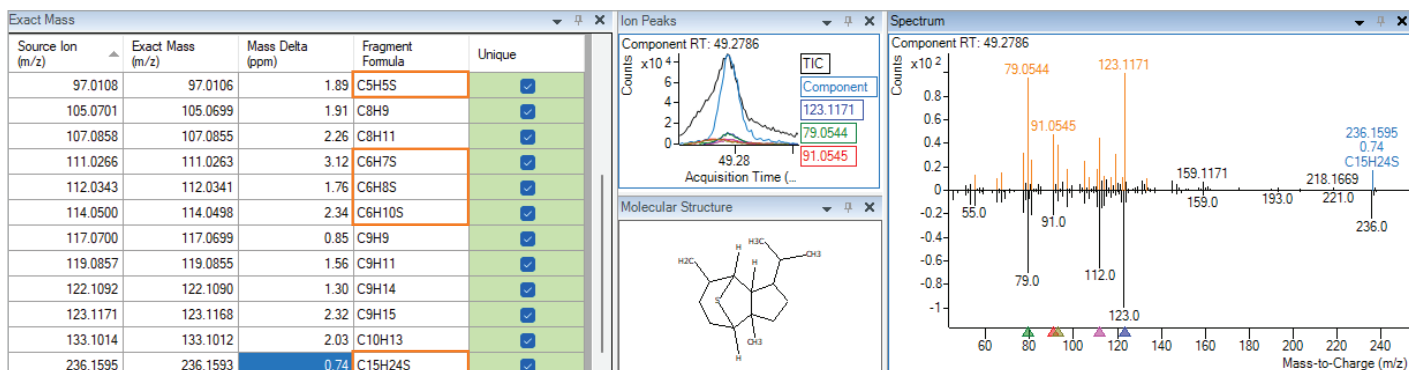 Exact Mass
Source Ion (m/z) Exact Mass (m/z) Mass Delta (ppm) Fragment Formula Unique
97.0108 97.0106 1.89 C5H5S
105.0701 105.0699 1.91 C8H9
107.0858 107.0855 2.26 C8H11
111.0266 111.0263 3.12 C6H7S
112.0343 112.0341 1.76 C6H8S
114.0500 114.0498 2.34 C6H10S
117.0700 117.0699 0.85 C9H9
119.0857 119.0855 1.56 C9H11
122.1092 122.1090 1.30 C9H14
123.1171 123.1168 2.32 C9H15
133.1014 133.1012 2.03 C10H13
236.1595 236.1593 0.74 C15H24S
Ion Peaks
Component RT: 49.2786
Counts
x10 4
6
4
2
0
49.28
Acquisition Time (...
TIC
Component
123.1171
79.0544
91.0545
Molecular Structure
H3C
CH3
H
H
H2C
S
CH3
H
Spectrum
Component RT: 49.2786
Counts
x10 2
0.8
0.6
0.4
0.2
0
-0.2
-0.4
-0.6
-0.8
-1
79.0544
123.1171
91.0545
236.1595
0.74
C15H24S
159.1171
218.1669
55.0
91.0
159.0
193.0
221.0
236.0
79.0
112.0
123.0
60 80 100 120 140 160 180 200 220 240
Mass-to-Charge (m/z)